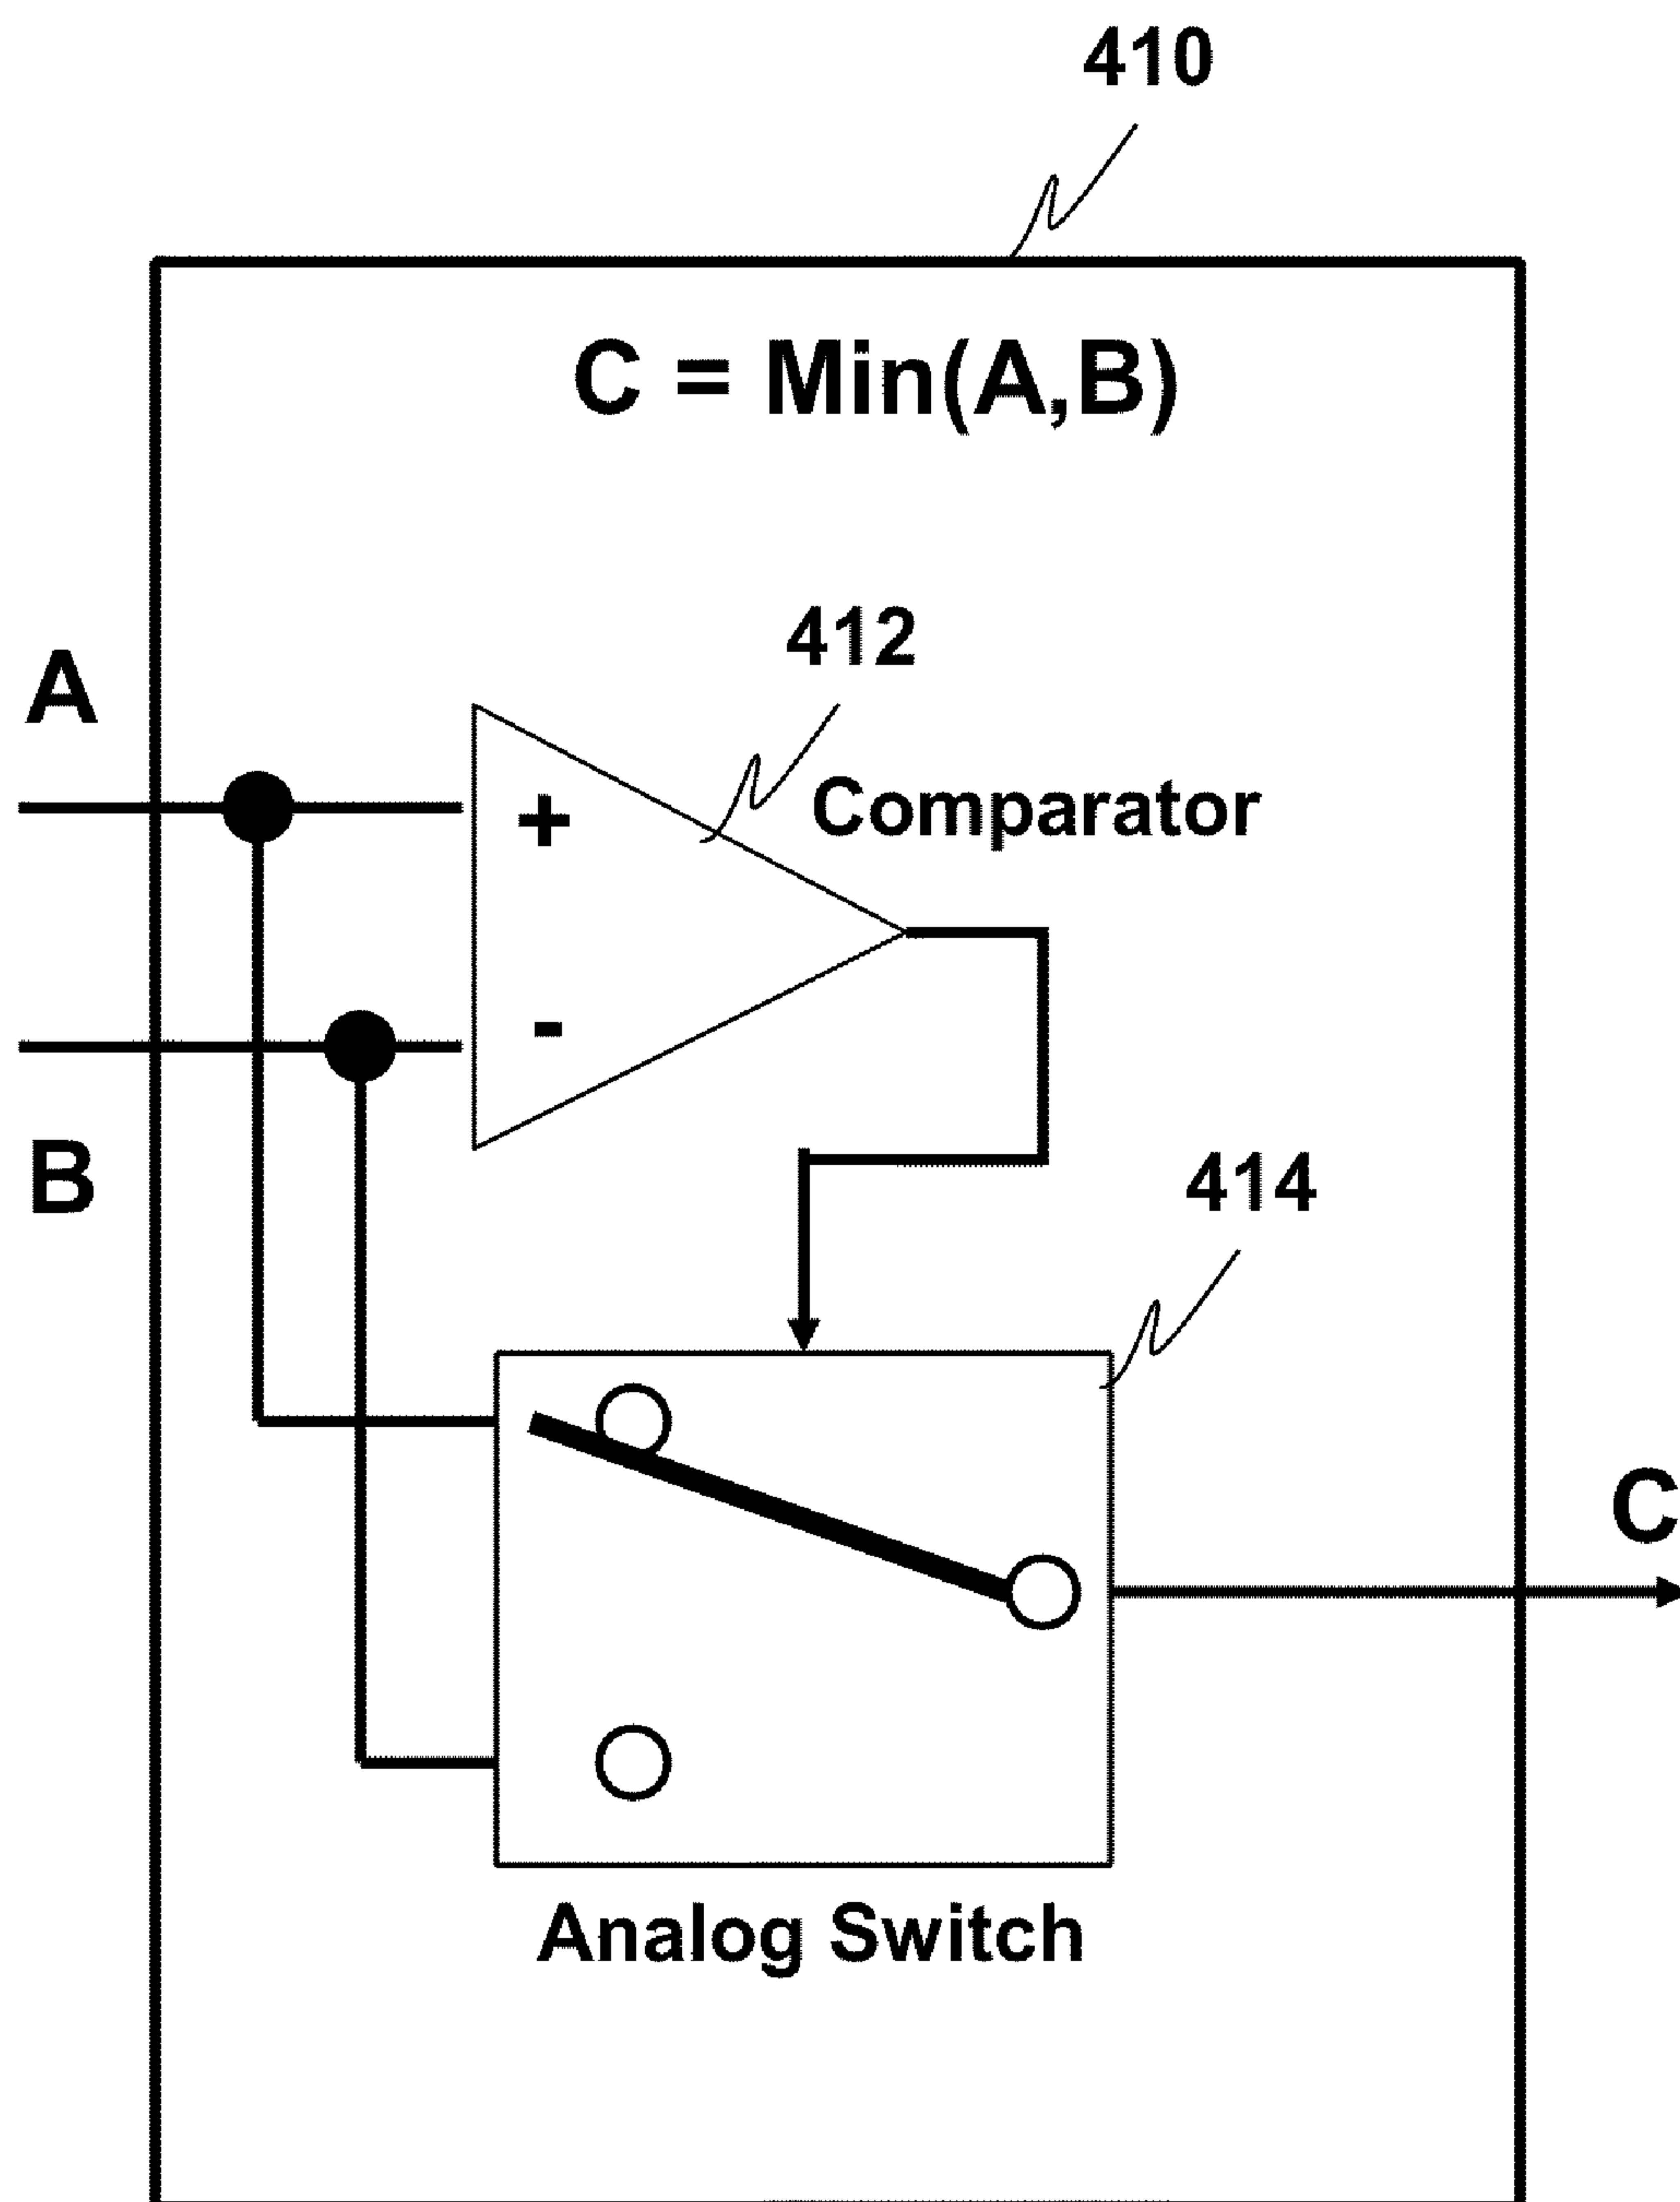 410
C = Min(A,B)
412
A
Comparator
+
-
B
414
C
Analog Switch